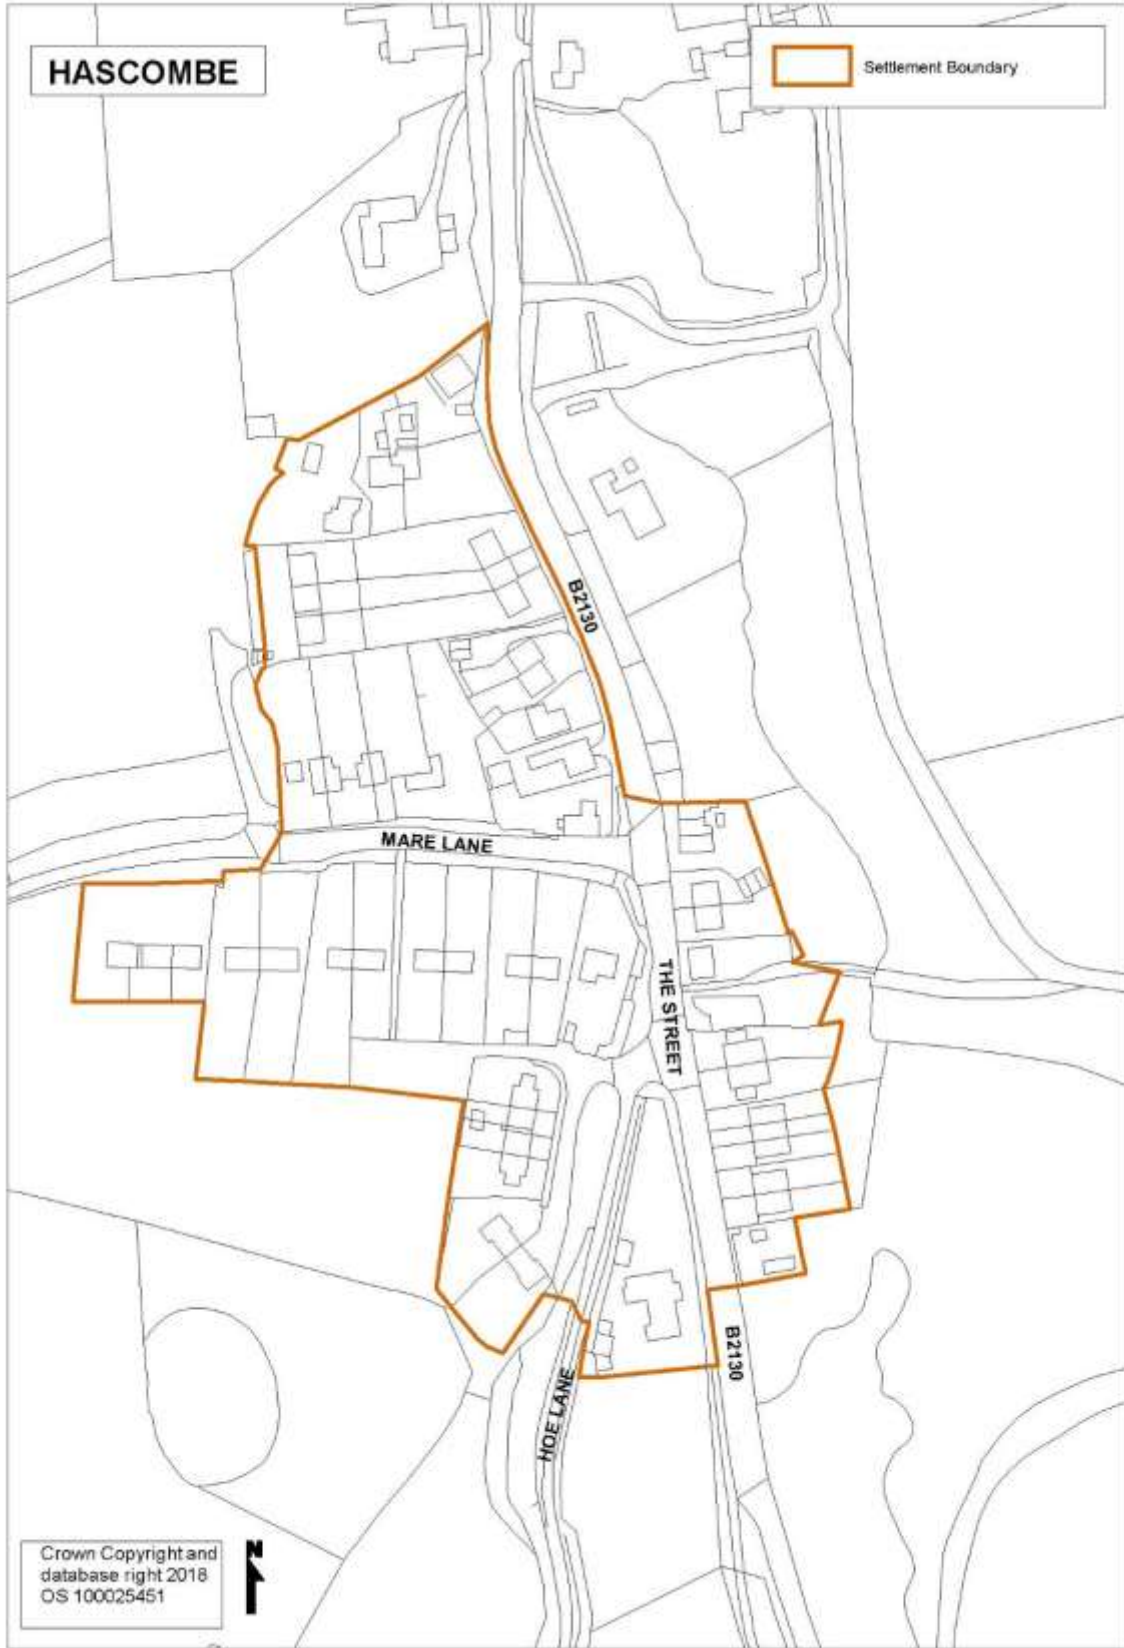 HASCOMBE
Settlement Boundary
B2130
MARE LANE
THE STREET
B2130
HOE LANE
Crown Copyright and
database right 2018
OS 100025451
N